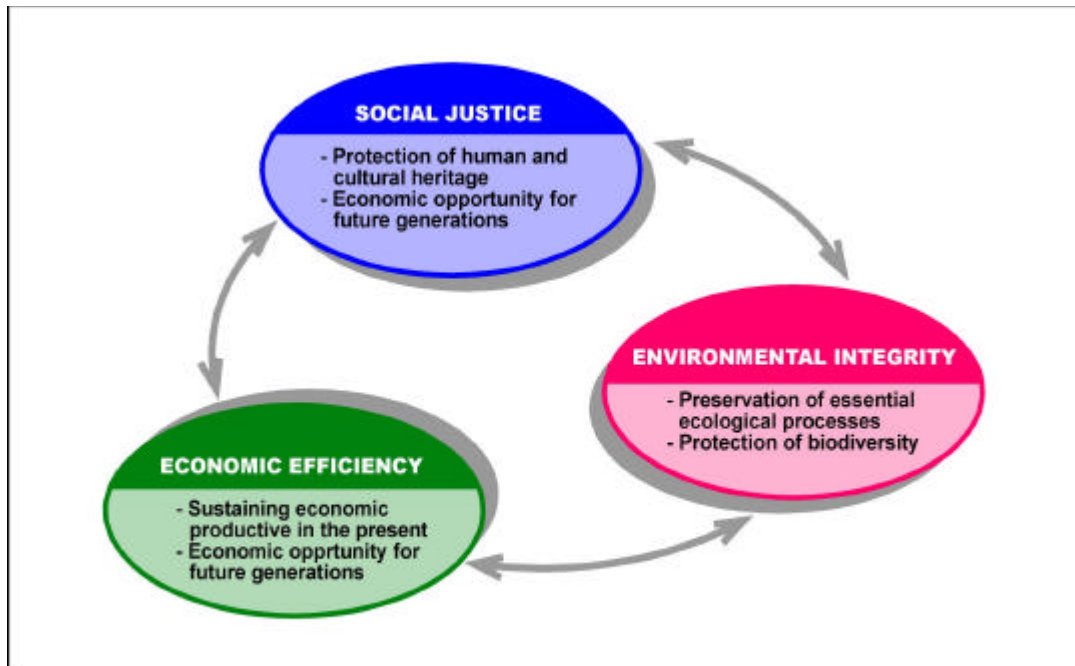 SOCIAL JUSTICE
- Protection of human and
cultural heritage
- Economic opportunity for
future generations
ENVIRONMENTAL INTEGRITY
- Preservation of essential
ecological processes
- Protection of biodiversity
ECONOMIC EFFICIENCY
- Sustaining economic
productive in the present
- Economic opprtunity for
future generations